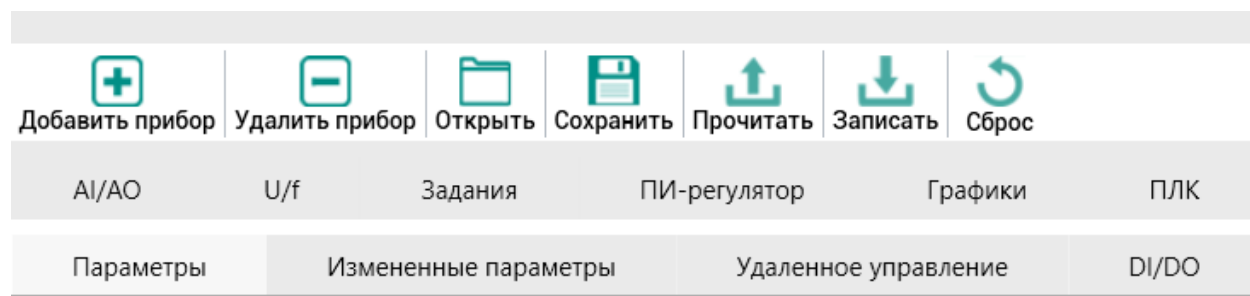 Добавить прибор Удалить прибор Открыть Сохранить Прочитать Записать Сброс
AI/AO U/f Задания ПИ-регулятор Графики ПЛК
Параметры Измененные параметры Удаленное управление DI/DO